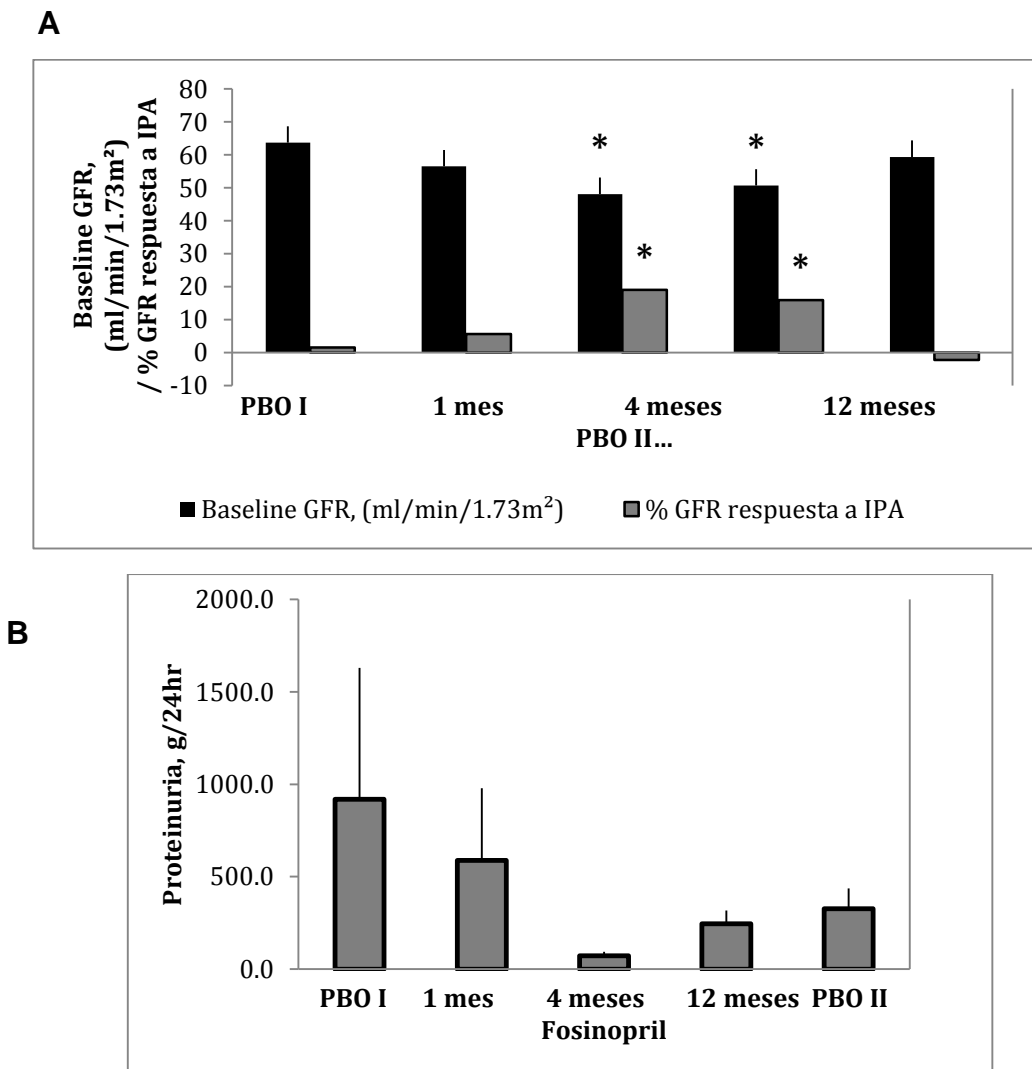 A
Baseline GFR,
(ml/min/1.73m²)
/ % GFR respuesta a IPA
80
70
60
50
40
30
20
10
0
-10
*
*
*
*
PBO I 1 mes 4 meses 12 meses
PBO II...
Baseline GFR, (ml/min/1.73m²) % GFR respuesta a IPA
B
Proteinuria, g/24hr
2000.0
1500.0
1000.0
500.0
0.0
PBO I 1 mes 4 meses 12 meses PBO II
Fosinopril